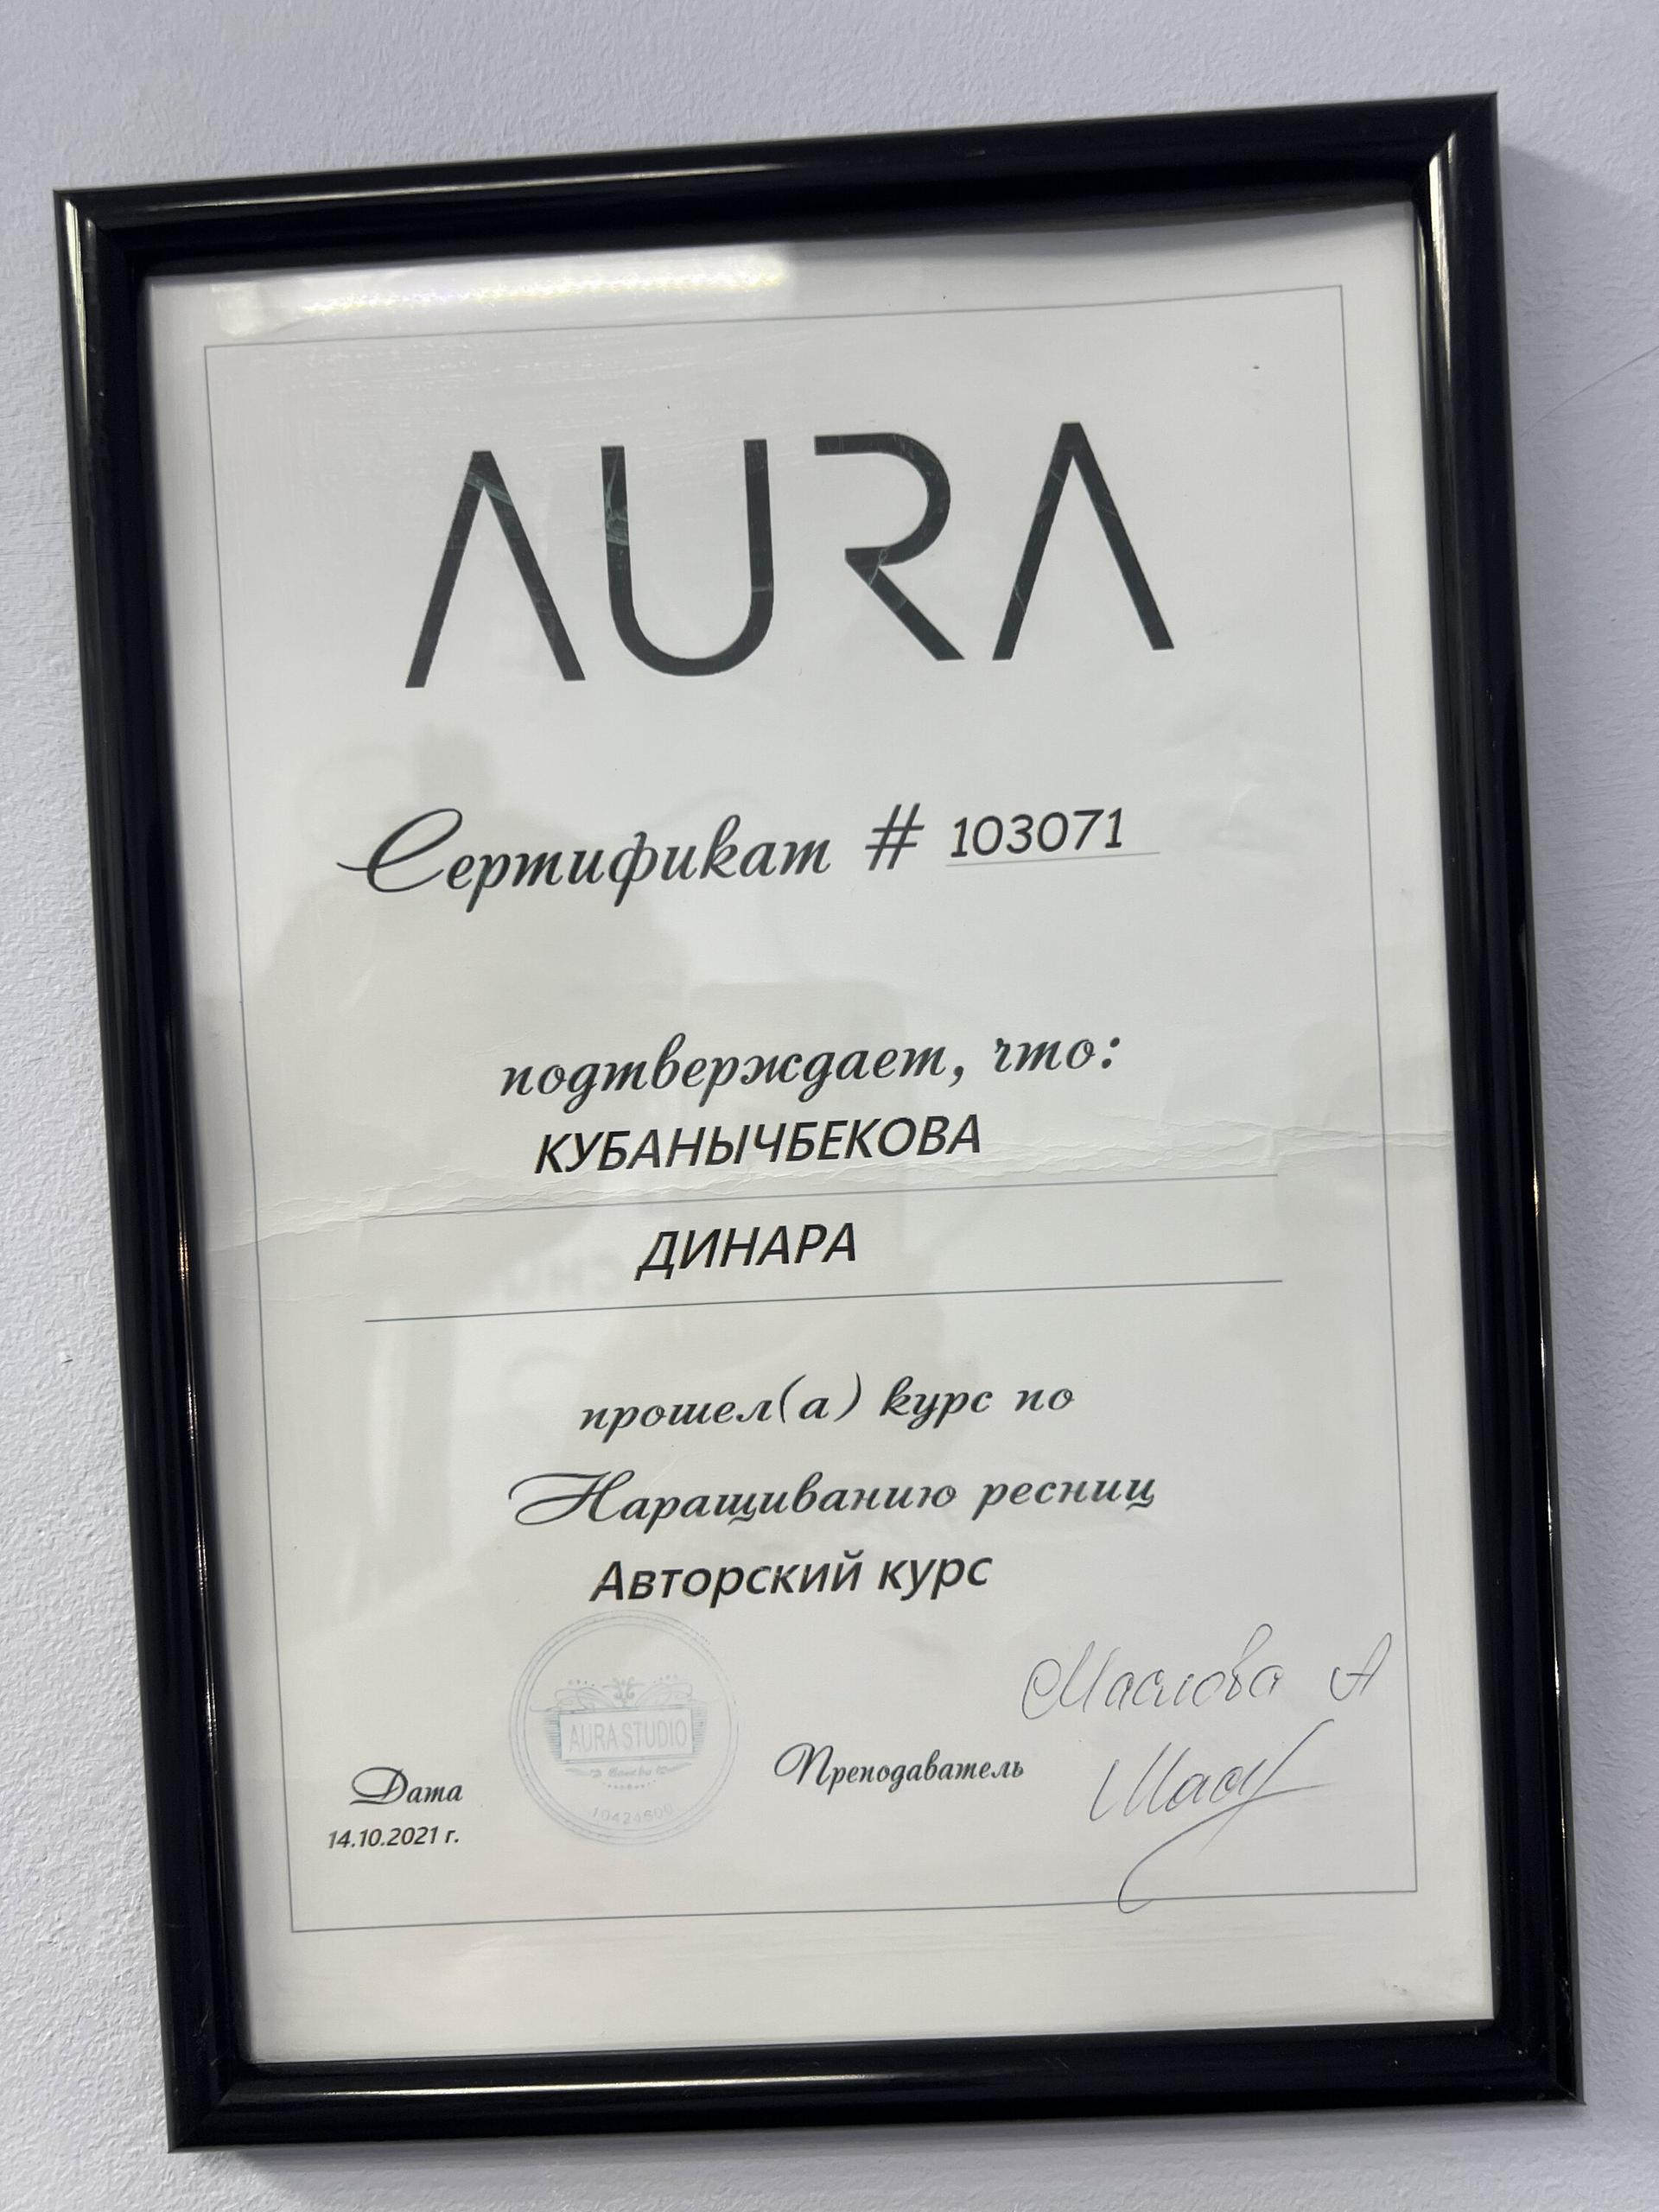 AURA
Сертификат # 103071
подтверждает, что:
КУБАНЫЧБЕКОВА
ДИНАРА
прошел(а) курс по
Наращиванию ресниц
Авторский курс
Маслова А
AURA STUDIO
Преподаватель
Дата
14.10.2021 г.